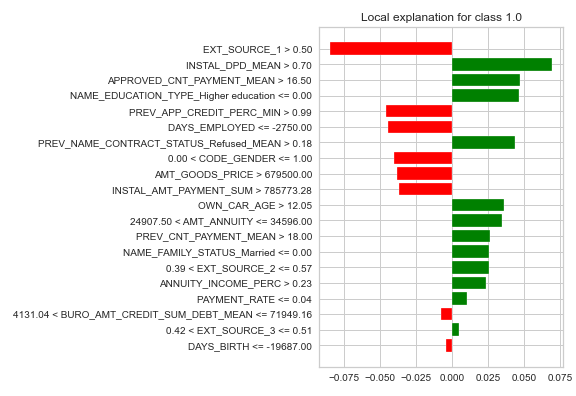 Local explanation for class 1.0
EXT_SOURCE_1 > 0.50
INSTAL_DPD_MEAN > 0.70
APPROVED_CNT_PAYMENT_MEAN > 16.50
NAME_EDUCATION_TYPE_Higher education <= 0.00
PREV_APP_CREDIT_PERC_MIN > 0.99
DAYS_EMPLOYED <= -2750.00
PREV_NAME_CONTRACT_STATUS_Refused_MEAN > 0.18
0.00 < CODE_GENDER <= 1.00
AMT_GOODS_PRICE > 679500.00
INSTAL_AMT_PAYMENT_SUM > 785773.28
OWN_CAR_AGE > 12.05
24907.50 < AMT_ANNUITY <= 34596.00
PREV_CNT_PAYMENT_MEAN > 18.00
NAME_FAMILY_STATUS_Married <= 0.00
0.39 < EXT_SOURCE_2 <= 0.57
ANNUITY_INCOME_PERC > 0.23
PAYMENT_RATE <= 0.04
4131.04 < BURO_AMT_CREDIT_SUM_DEBT_MEAN <= 71949.16
0.42 < EXT_SOURCE_3 <= 0.51
DAYS_BIRTH <= -19687.00
−0.075 −0.050 −0.025 0.000 0.025 0.050 0.075